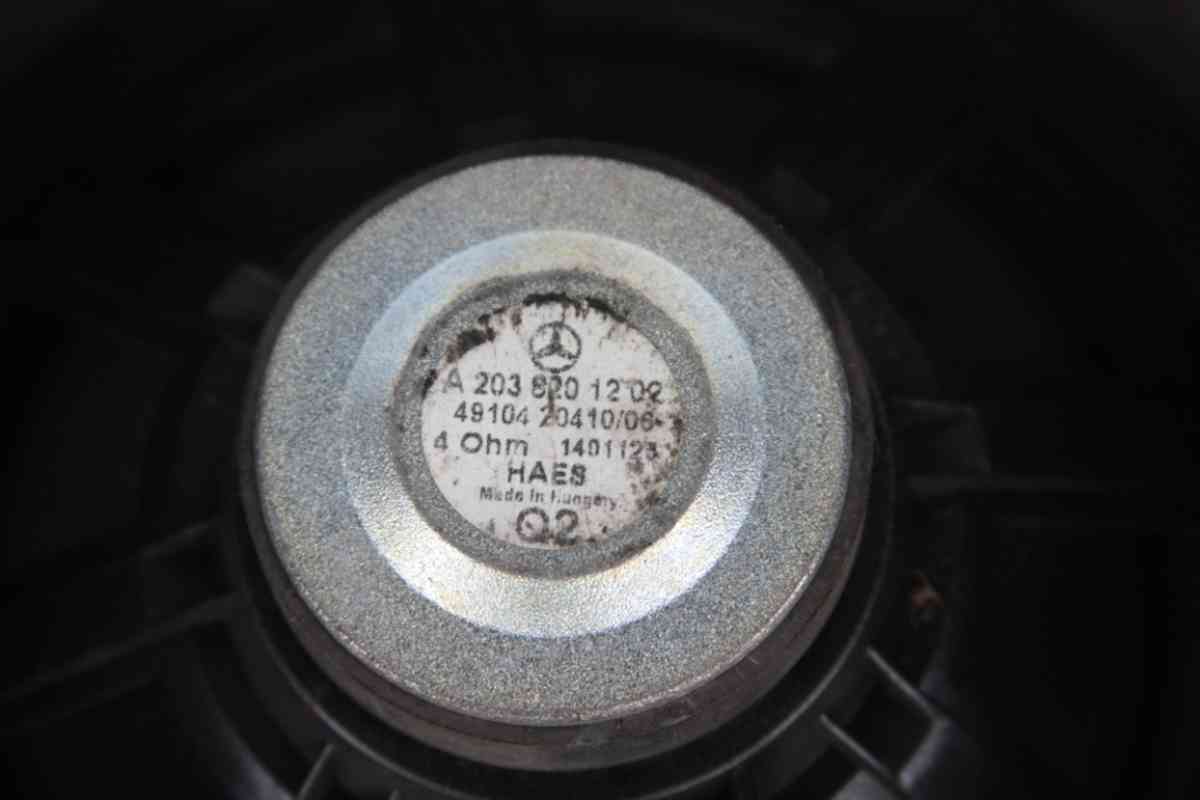 A 203 820 12 02
49104 20410/06
4 Ohm 1401123
HAES
Made in Hungary
Q2